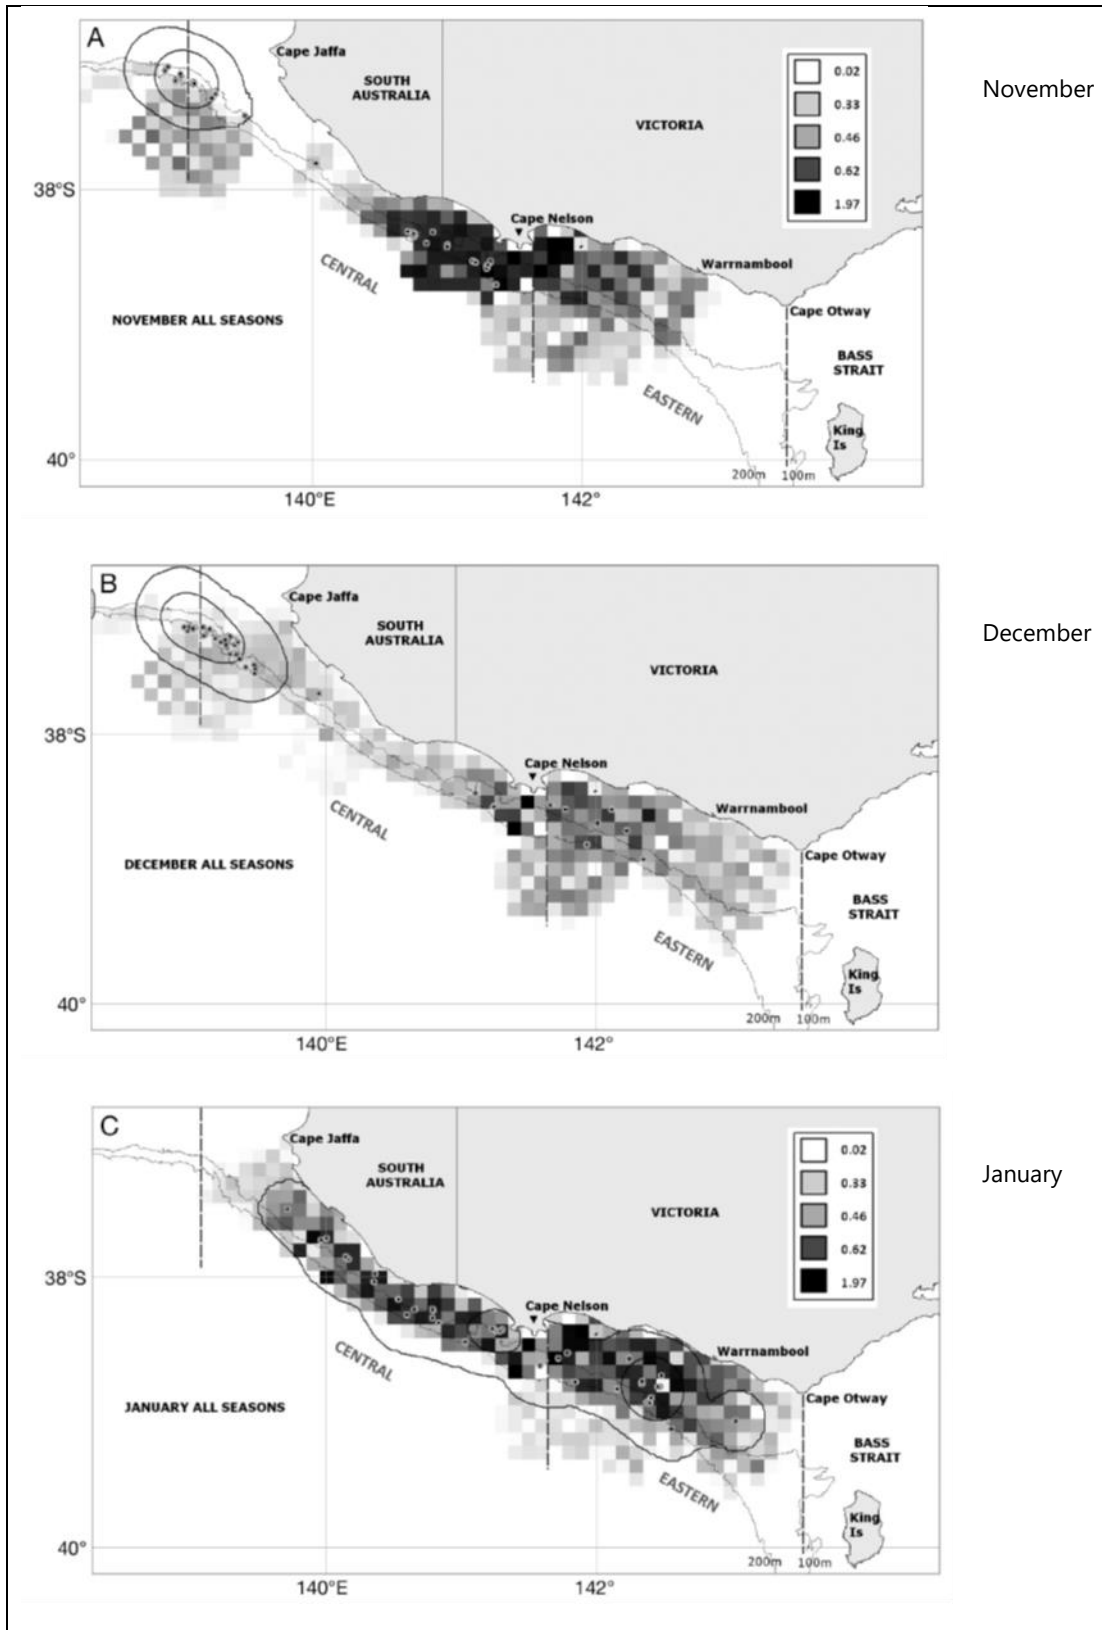 A
Cape Jaffa
SOUTH
AUSTRALIA
VICTORIA
0.02
0.33
0.46
0.62
1.97
November
38°S
Cape Nelson
Warrnambool
CENTRAL
NOVEMBER ALL SEASONS
Cape Otway
BASS
STRAIT
EASTERN
King
Is
40°
200m 100m
140°E
142°
B
Cape Jaffa
SOUTH
AUSTRALIA
VICTORIA
December
38°S
Cape Nelson
Warrnambool
CENTRAL
DECEMBER ALL SEASONS
Cape Otway
BASS
STRAIT
EASTERN
King
Is
40°
200m 100m
140°E
142°
C
Cape Jaffa
SOUTH
AUSTRALIA
VICTORIA
0.02
0.33
0.46
0.62
1.97
January
38°S
Cape Nelson
Warrnambool
CENTRAL
JANUARY ALL SEASONS
Cape Otway
BASS
STRAIT
EASTERN
King
Is
40°
200m 100m
140°E
142°